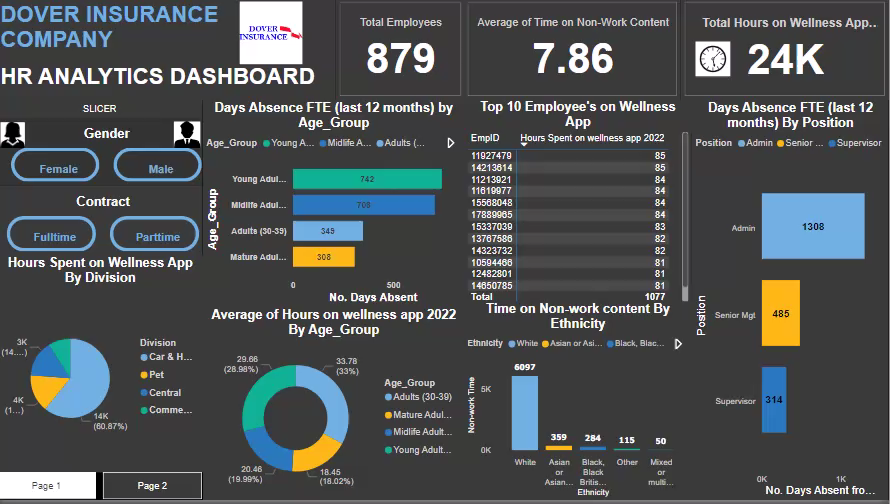 DOVER INSURANCE
COMPANY
HR ANALYTICS DASHBOARD
DOVER
INSURANCE
Total Employees
879
Average of Time on Non-Work Content
7.86
Total Hours on Wellness App...
24K
SLICER
Gender
Female
Male
Contract
Fulltime
Parttime
Days Absence FTE (last 12 months) by
Age_Group
Age_Group Young A... Midlife A... Adults (...
Age_Group
Young Adul...
742
Midlife Adul...
708
Adults (30-39)
349
Mature Adul...
308
0
500
No. Days Absent
Top 10 Employee's on Wellness
App
EmpID Hours Spent on wellness app 2022
11927479 85
14213614 85
11213921 84
11619977 84
15568048 84
17889965 84
15337039 83
13767586 82
14323732 82
10594466 81
12482801 81
14650785 81
Total 1077
Days Absence FTE (last 12
months) By Position
Position Admin Senior ... Supervisor
Position
Admin
1308
Senior Mgt
485
Supervisor
314
0K
1K
No. Days Absent fro...
Hours Spent on Wellness App
By Division
3K
(14....
4K
(1...)
14K
(60.87%)
Division
Car & H...
Pet
Central
Comme...
Average of Hours on wellness app 2022
By Age_Group
29.66
(28.98%)
33.78
(33%)
20.46
(19.99%)
18.45
(18.02%)
Age_Group
Adults (30-39)
Mature Adul...
Midlife Adult...
Young Adult...
Time on Non-work content By
Ethnicity
Ethnicity White Asian or Asi... Black, Blac...
Non-work Time
5K
0K
6097
359
284
115
50
White
Asian
or
Asian...
Black,
Black
Britis...
Other
Mixed
or
multi...
Ethnicity
Page 1
Page 2